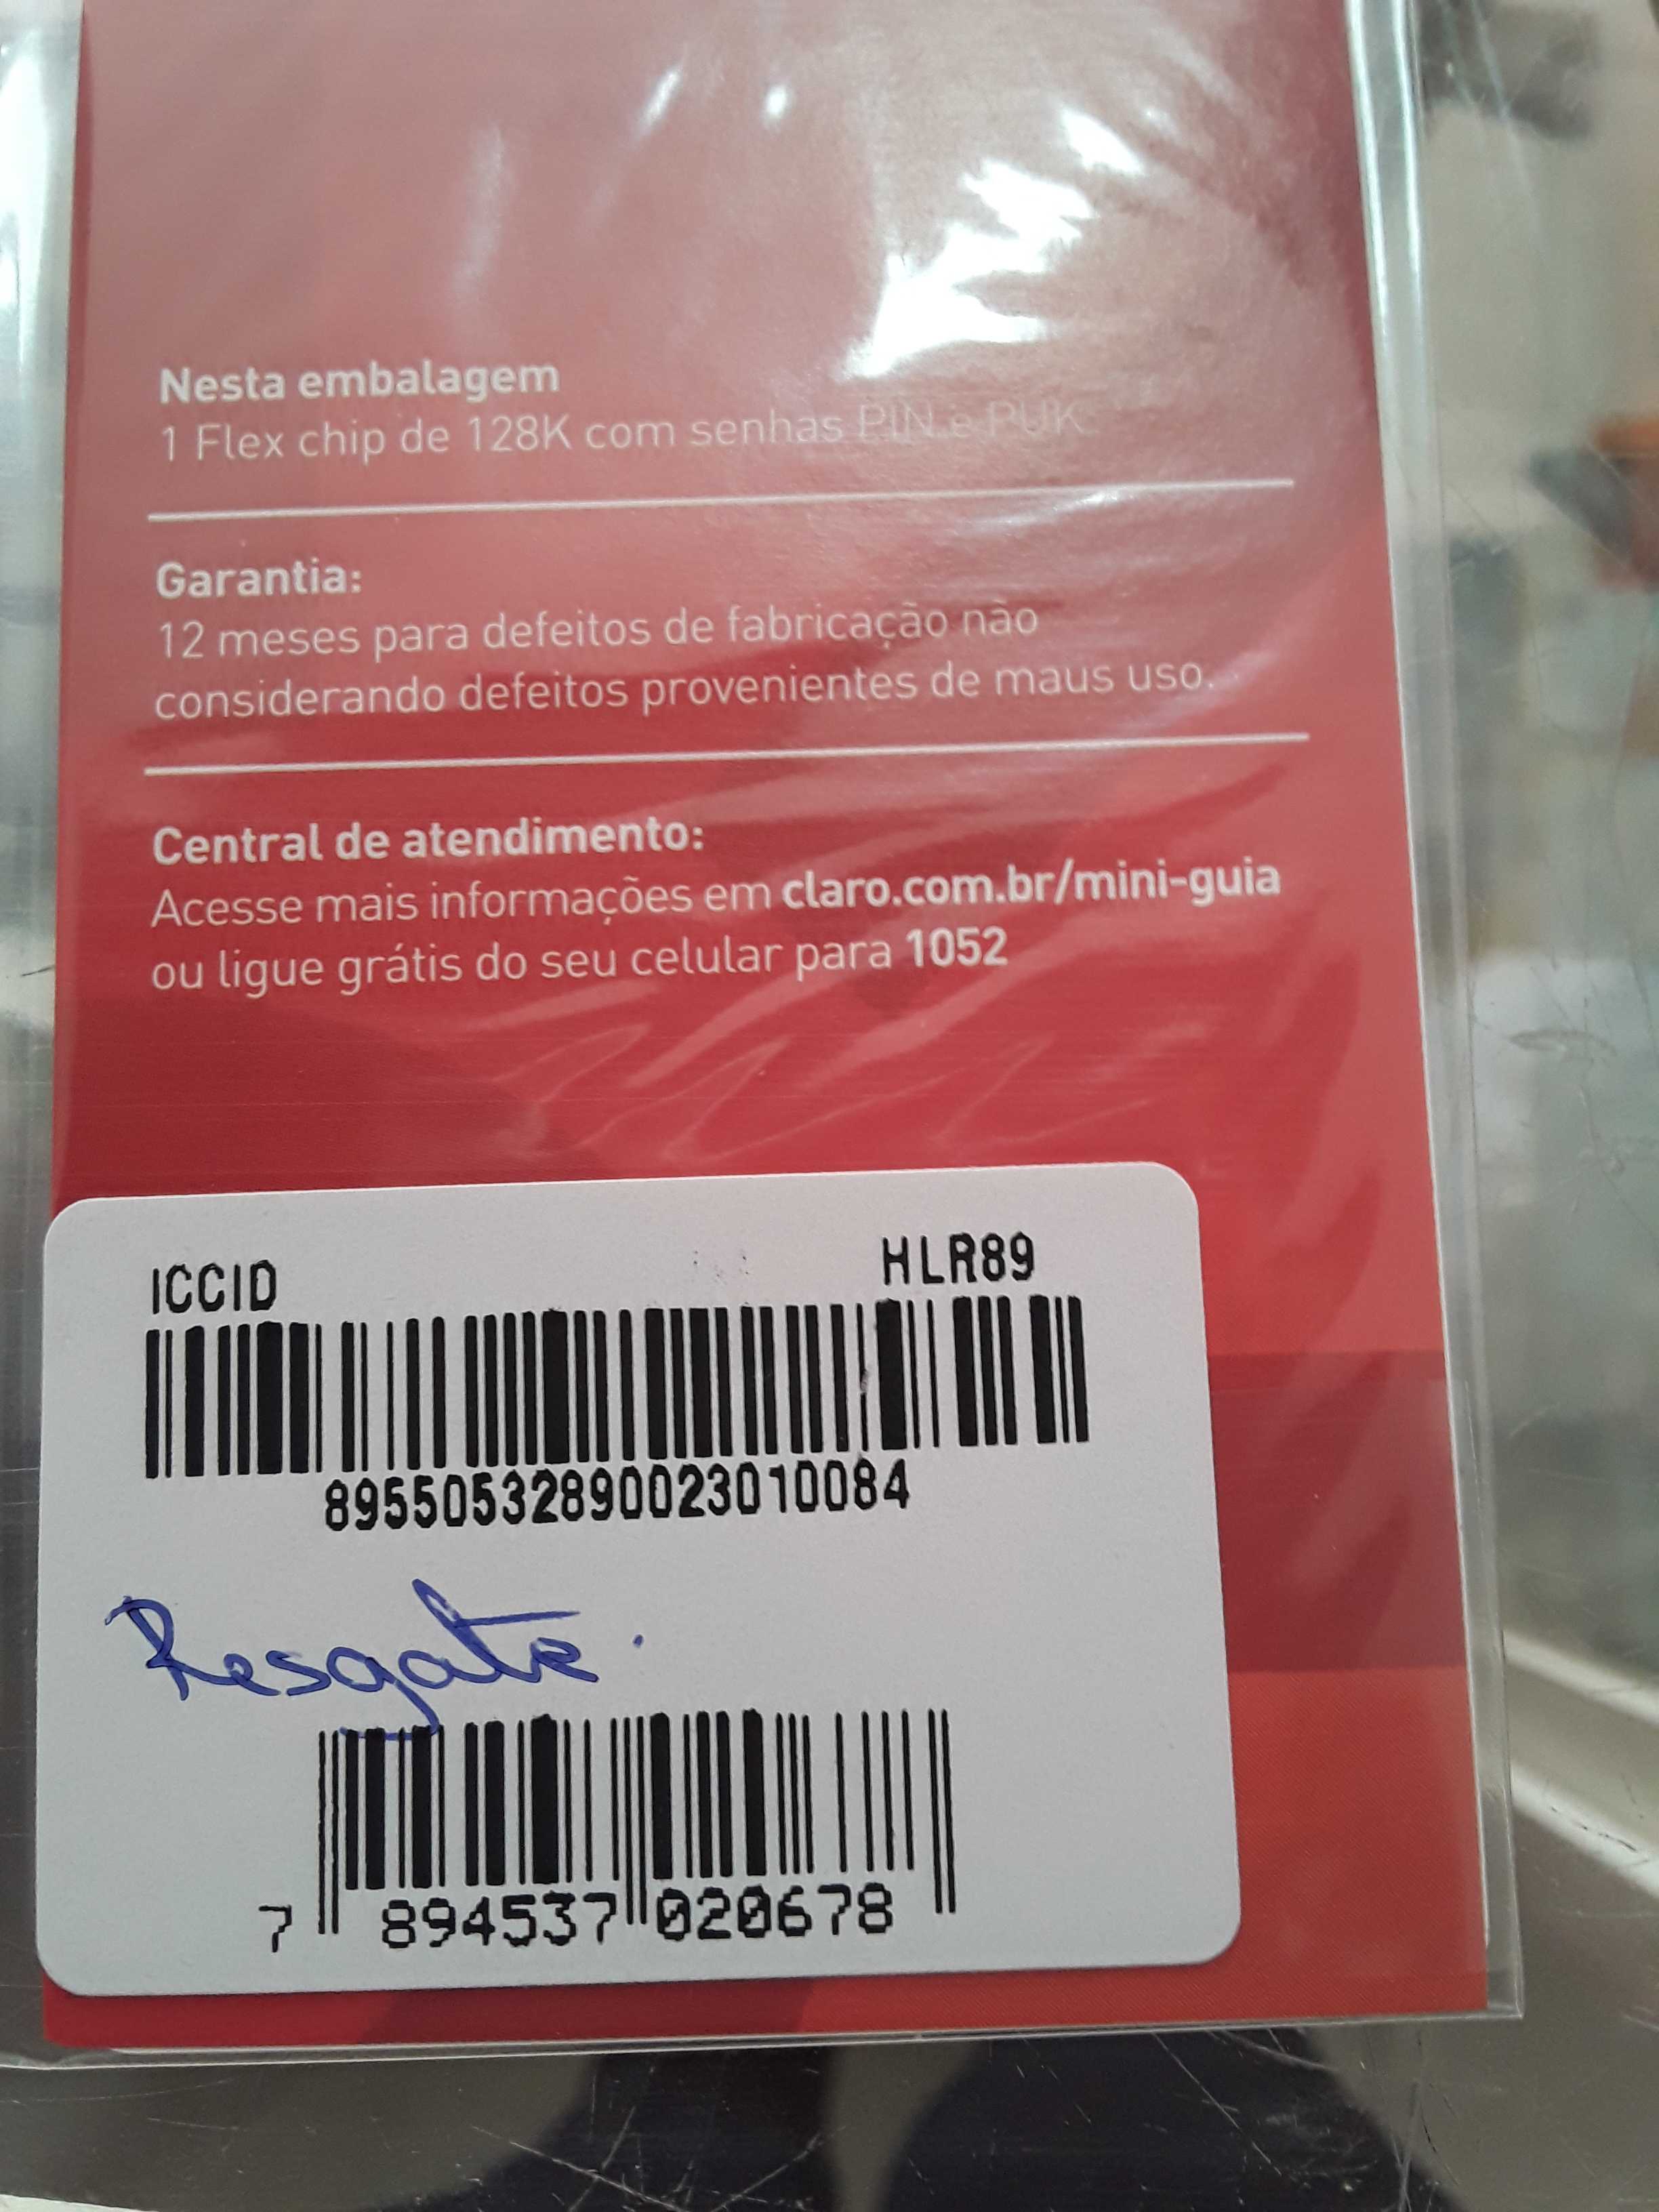 Nesta embalagem
1 Flex chip de 128K com senhas PIN e PUK
Garantia:
12 meses para defeitos de fabricação não
considerando defeitos provenientes de maus uso.
Central de atendimento:
Acesse mais informações em claro.com.br/mini-guia
ou ligue grátis do seu celular para 1052
ICCID HLR89
89550532890023010084
Resgate.
7 894537 020678